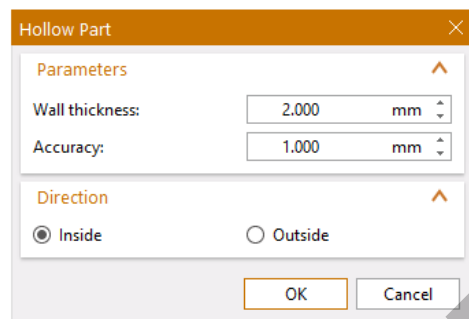 Hollow Part
Parameters
Wall thickness: 2.000 mm
Accuracy: 1.000 mm
Direction
Inside Outside
OK Cancel